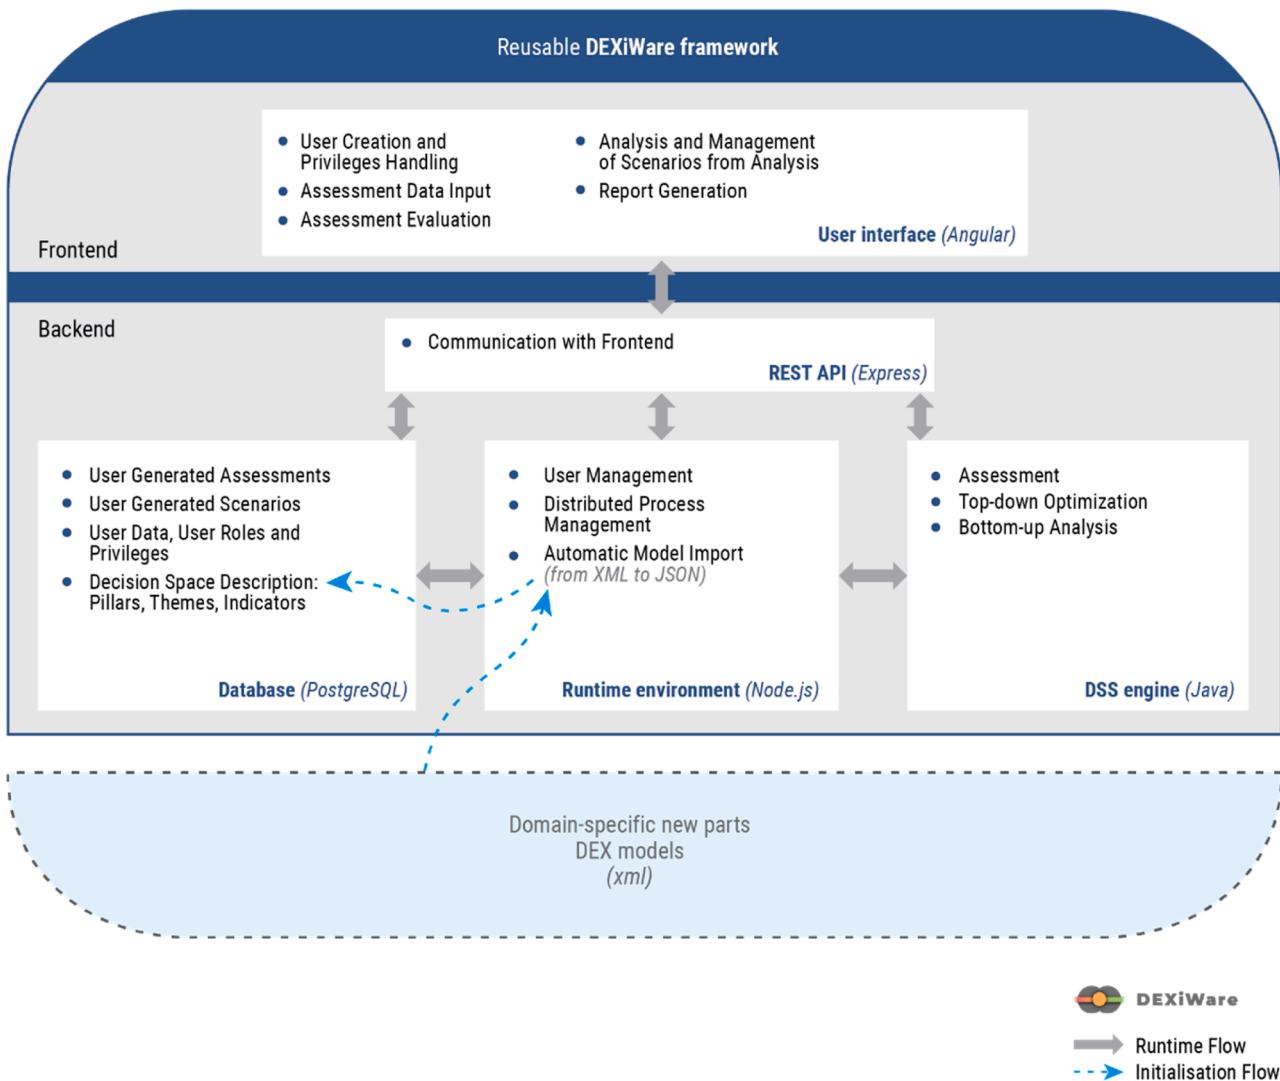 Reusable DEXiWare framework
User Creation and
Privileges Handling
Assessment Data Input
Assessment Evaluation
Analysis and Management
of Scenarios from Analysis
Report Generation
User interface (Angular)
Frontend
Backend
Communication with Frontend
REST API (Express)
User Generated Assessments
User Generated Scenarios
User Data, User Roles and
Privileges
Decision Space Description:
Pillars, Themes, Indicators
Database (PostgreSQL)
User Management
Distributed Process
Management
Automatic Model Import
(from XML to JSON)
Runtime environment (Node.js)
Assessment
Top-down Optimization
Bottom-up Analysis
DSS engine (Java)
Domain-specific new parts
DEX models
(xml)
DEXiWare
Runtime Flow
Initialisation Flow